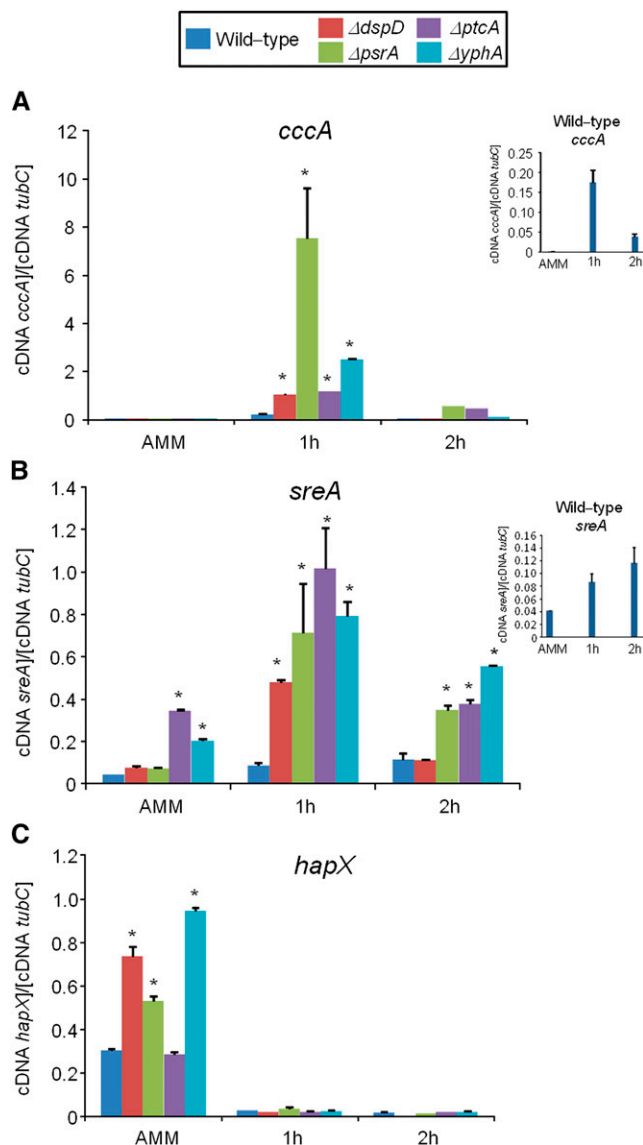 Wild–type
ΔdspD
ΔptcA
ΔpsrA
ΔyphA
A
cccA
cDNA cccA]/[cDNA tubC]
12
10
8
6
4
2
0
*
*
*
*
AMM
1h
2h
Wild–type
cccA
cDNA cccA]/[cDNA tubC]
0.25
0.20
0.15
0.10
0.05
0
AMM
1h
2h
B
sreA
cDNA sreA]/[cDNA tubC]
1.4
1.2
1.0
0.8
0.6
0.4
0.2
0
*
*
*
*
*
*
*
*
*
AMM
1h
2h
Wild–type
sreA
cDNA sreA]/[cDNA tubC]
0.16
0.14
0.12
0.10
0.08
0.06
0.04
0.02
0
AMM
1h
2h
C
hapX
cDNA hapX]/[cDNA tubC]
1.2
1.0
0.8
0.6
0.4
0.2
0
*
*
*
AMM
1h
2h